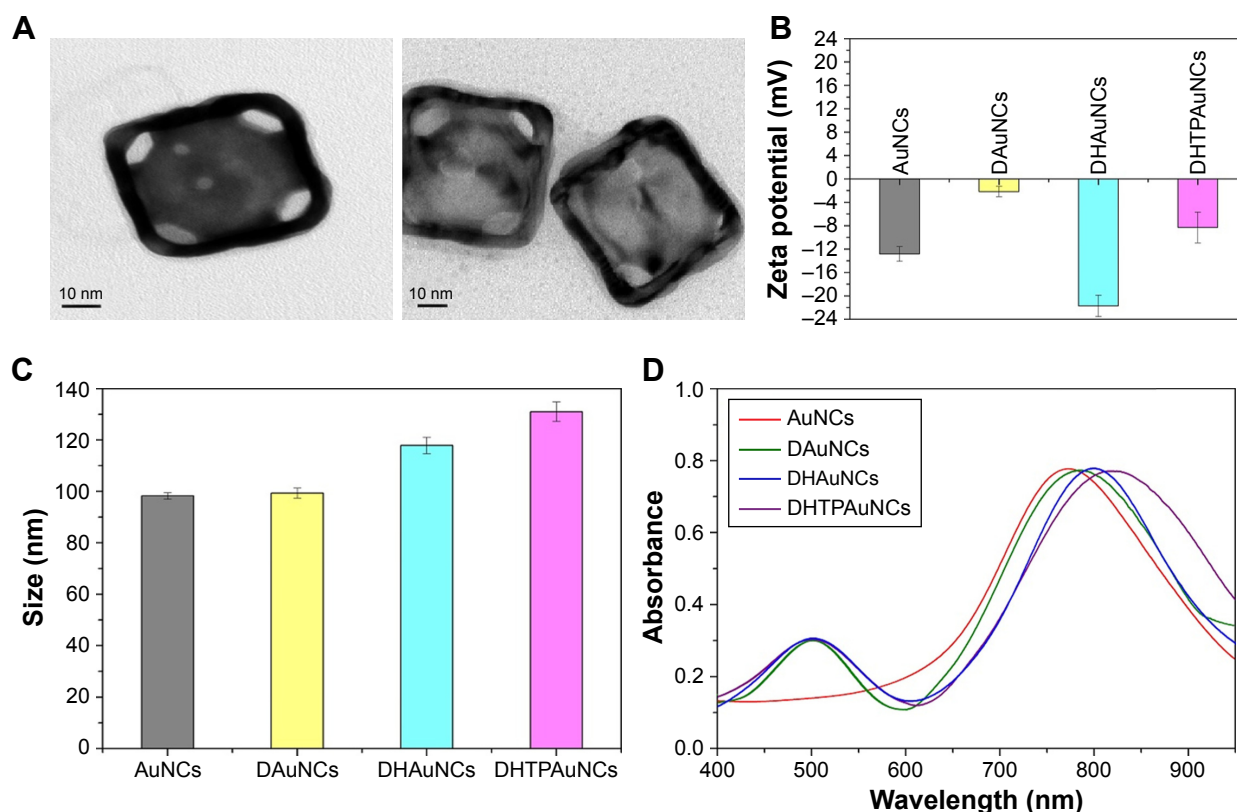 A
10 nm
10 nm
B
Zeta potential (mV)
24
20
16
12
8
4
0
–4
–8
–12
–16
–20
–24
AuNCs
DAuNCs
DHAuNCs
DHTPAuNCs
C
Size (nm)
140
120
100
80
60
40
20
0
AuNCs
DAuNCs
DHAuNCs
DHTPAuNCs
D
Absorbance
1.0
0.8
0.6
0.4
0.2
0.0
AuNCs
DAuNCs
DHAuNCs
DHTPAuNCs
400
500
600
700
800
900
Wavelength (nm)